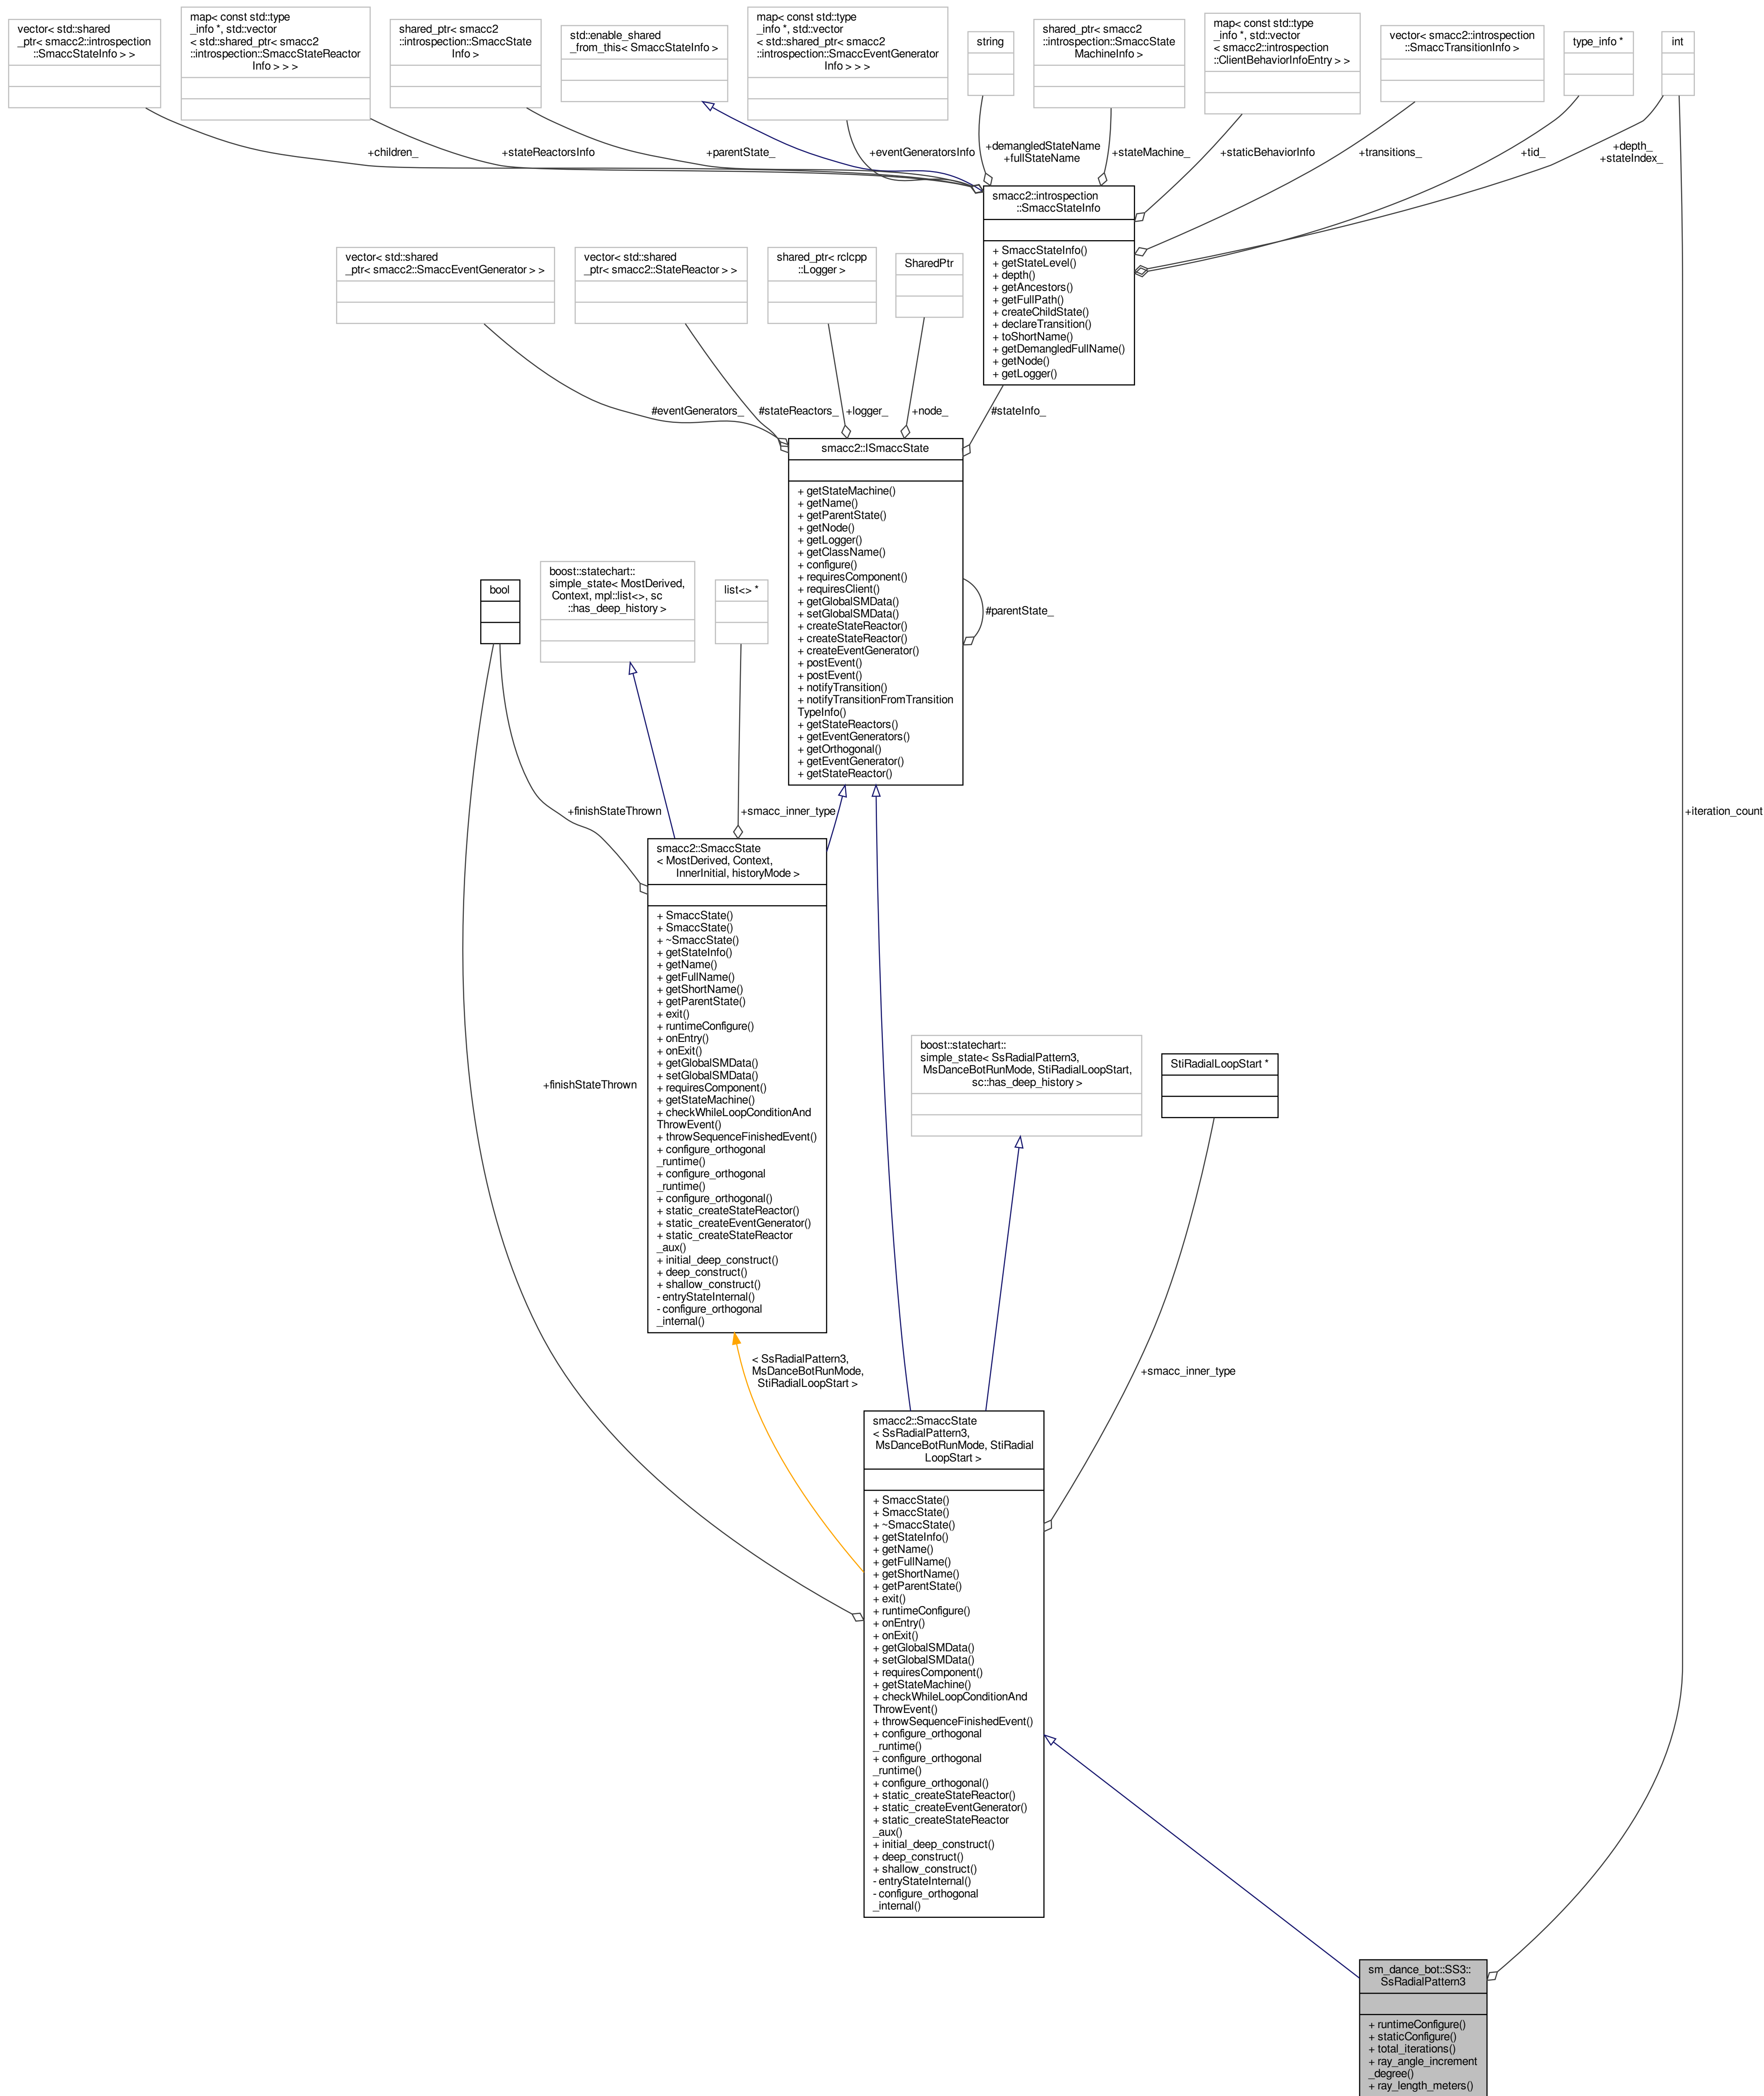 vector< std::shared
_ptr< smacc2::introspection
::SmaccStateInfo > >
map< const std::type
_info *, std::vector
< std::shared_ptr< smacc2
::introspection::SmaccStateReactor
Info > > >
shared_ptr< smacc2
::introspection::SmaccState
Info >
std::enable_shared
_from_this< SmaccStateInfo >
map< const std::type
_info *, std::vector
< std::shared_ptr< smacc2
::introspection::SmaccEventGenerator
Info > > >
string
shared_ptr< smacc2
::introspection::SmaccState
MachineInfo >
map< const std::type
_info *, std::vector
< smacc2::introspection
::ClientBehaviorInfoEntry > >
vector< smacc2::introspection
::SmaccTransitionInfo >
type_info *
int
+children_
+stateReactorsInfo
+parentState_
+eventGeneratorsInfo
+demangledStateName
+fullStateName
+stateMachine_
+staticBehaviorInfo
+transitions_
+tid_
+depth_
+stateIndex_
smacc2::introspection
::SmaccStateInfo
+ SmaccStateInfo()
+ getStateLevel()
+ depth()
+ getAncestors()
+ getFullPath()
+ createChildState()
+ declareTransition()
+ toShortName()
+ getDemangledFullName()
+ getNode()
+ getLogger()
vector< std::shared
_ptr< smacc2::SmaccEventGenerator > >
vector< std::shared
_ptr< smacc2::StateReactor > >
shared_ptr< rclcpp
::Logger >
SharedPtr
#eventGenerators_
#stateReactors_
+logger_
+node_
#stateInfo_
smacc2::ISmaccState
+ getStateMachine()
+ getName()
+ getParentState()
+ getNode()
+ getLogger()
+ getClassName()
+ configure()
+ requiresComponent()
+ requiresClient()
+ getGlobalSMData()
+ setGlobalSMData()
+ createStateReactor()
+ createStateReactor()
+ createEventGenerator()
+ postEvent()
+ postEvent()
+ notifyTransition()
+ notifyTransitionFromTransition
TypeInfo()
+ getStateReactors()
+ getEventGenerators()
+ getOrthogonal()
+ getEventGenerator()
+ getStateReactor()
#parentState_
bool
boost::statechart::
simple_state< MostDerived,
Context, mpl::list<>, sc
::has_deep_history >
list<> *
+finishStateThrown
+smacc_inner_type
+iteration_count
smacc2::SmaccState
< MostDerived, Context,
InnerInitial, historyMode >
+ SmaccState()
+ SmaccState()
+ ~SmaccState()
+ getStateInfo()
+ getName()
+ getFullName()
+ getShortName()
+ getParentState()
+ exit()
+ runtimeConfigure()
+ onEntry()
+ onExit()
+ getGlobalSMData()
+ setGlobalSMData()
+ requiresComponent()
+ getStateMachine()
+ checkWhileLoopConditionAnd
ThrowEvent()
+ throwSequenceFinishedEvent()
+ configure_orthogonal
_runtime()
+ configure_orthogonal
_runtime()
+ configure_orthogonal()
+ static_createStateReactor()
+ static_createEventGenerator()
+ static_createStateReactor
_aux()
+ initial_deep_construct()
+ deep_construct()
+ shallow_construct()
- entryStateInternal()
- configure_orthogonal
_internal()
+finishStateThrown
boost::statechart::
simple_state< SsRadialPattern3,
MsDanceBotRunMode, StiRadialLoopStart,
sc::has_deep_history >
StiRadialLoopStart *
< SsRadialPattern3,
MsDanceBotRunMode,
StiRadialLoopStart >
+smacc_inner_type
smacc2::SmaccState
< SsRadialPattern3,
MsDanceBotRunMode, StiRadial
LoopStart >
+ SmaccState()
+ SmaccState()
+ ~SmaccState()
+ getStateInfo()
+ getName()
+ getFullName()
+ getShortName()
+ getParentState()
+ exit()
+ runtimeConfigure()
+ onEntry()
+ onExit()
+ getGlobalSMData()
+ setGlobalSMData()
+ requiresComponent()
+ getStateMachine()
+ checkWhileLoopConditionAnd
ThrowEvent()
+ throwSequenceFinishedEvent()
+ configure_orthogonal
_runtime()
+ configure_orthogonal
_runtime()
+ configure_orthogonal()
+ static_createStateReactor()
+ static_createEventGenerator()
+ static_createStateReactor
_aux()
+ initial_deep_construct()
+ deep_construct()
+ shallow_construct()
- entryStateInternal()
- configure_orthogonal
_internal()
sm_dance_bot::SS3::
SsRadialPattern3
+ runtimeConfigure()
+ staticConfigure()
+ total_iterations()
+ ray_angle_increment
_degree()
+ ray_length_meters()